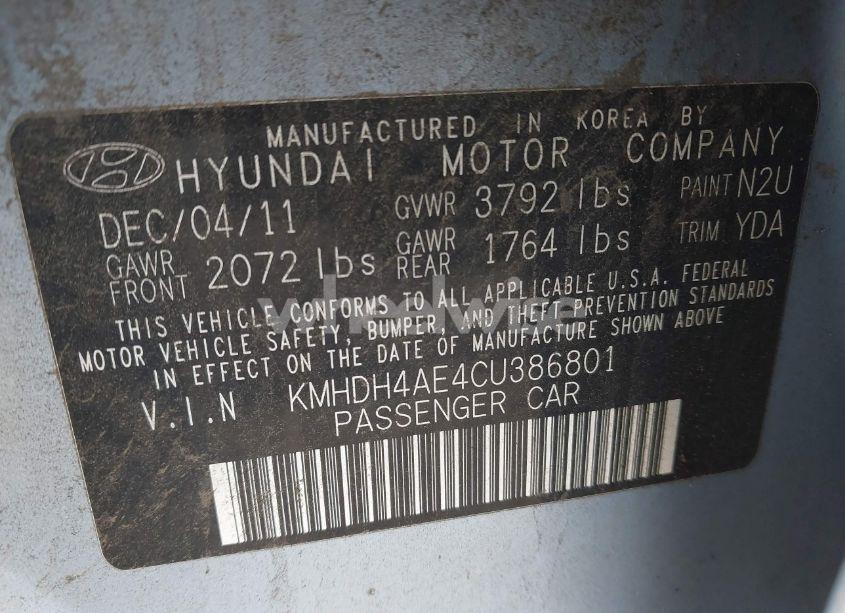 MANUFACTURED IN KOREA BY
HYUNDAI MOTOR COMPANY
DEC/04/11 GVWR 3792 lbs PAINT N2U
GAWR FRONT 2072 lbs GAWR REAR 1764 lbs TRIM YDA
THIS VEHICLE CONFORMS TO ALL APPLICABLE U.S.A. FEDERAL
MOTOR VEHICLE SAFETY, BUMPER, AND THEFT PREVENTION STANDARDS
IN EFFECT ON THE DATE OF MANUFACTURE SHOWN ABOVE
V.I.N KMHDH4AE4CU386801
PASSENGER CAR
wheelwise